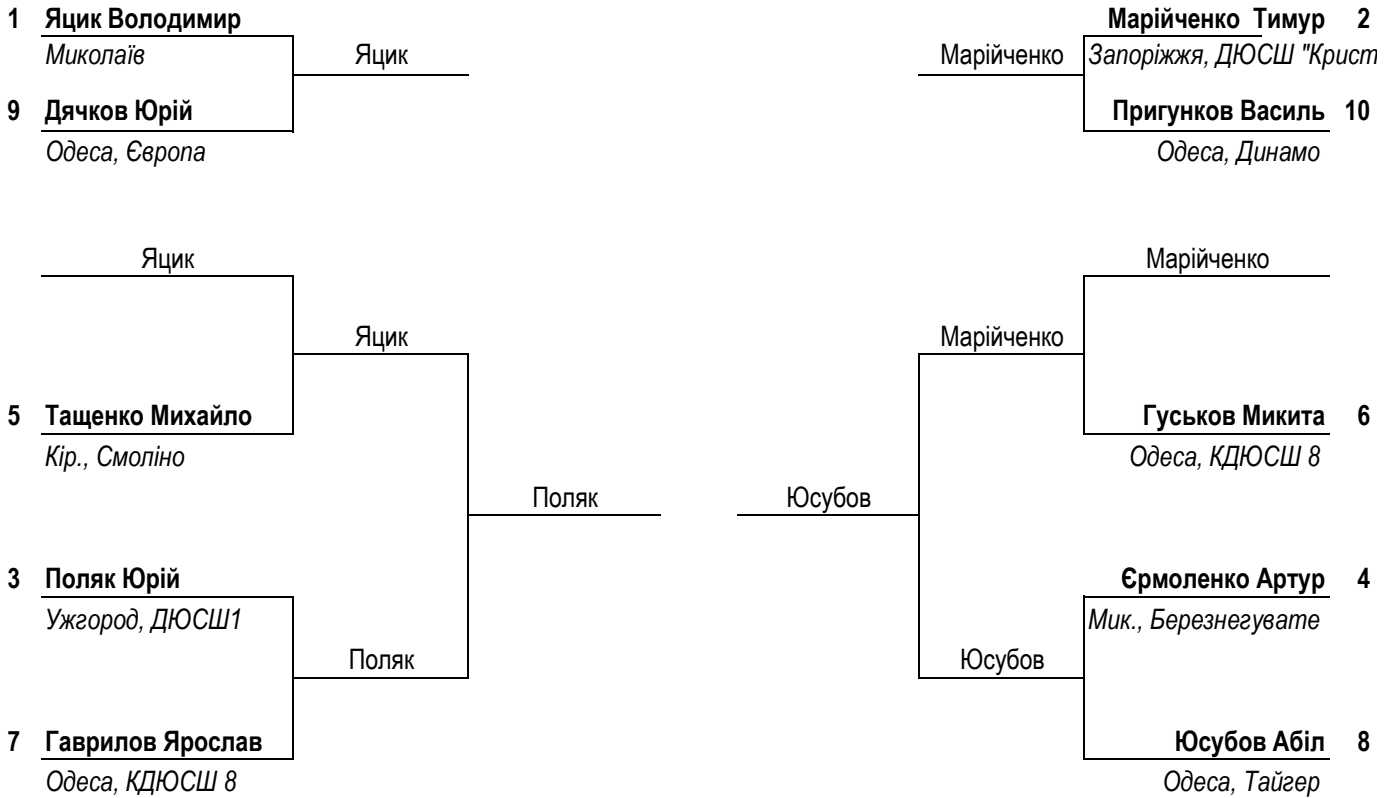 1 Яцик Володимир
Марійченко Тимур 2
Миколаїв
Яцик
Марійченко
Запоріжжя, ДЮСШ "Крист
9 Дячков Юрій
Пригунков Василь 10
Одеса, Європа
Одеса, Динамо
Яцик
Марійченко
Яцик
Марійченко
5 Тащенко Михайло
Гуськов Микита 6
Кір., Смоліно
Одеса, КДЮСШ 8
Поляк
Юсубов
3 Поляк Юрій
Єрмоленко Артур 4
Ужгород, ДЮСШ1
Мик., Березнегувате
Поляк
Юсубов
7 Гаврилов Ярослав
Юсубов Абіл 8
Одеса, КДЮСШ 8
Одеса, Тайгер